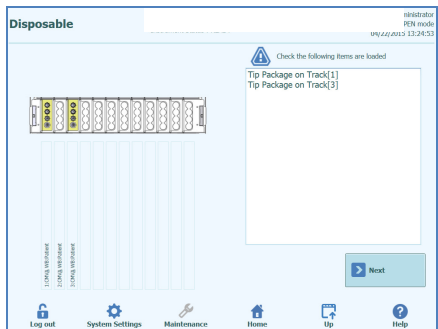 Disposable
ninistrator
PEN mode
04/22/2015 13:24:53
Check the following items are loaded
Tip Package on Track[1]
Tip Package on Track[3]
Next
Log out
System Settings
Maintenance
Home
Up
Help